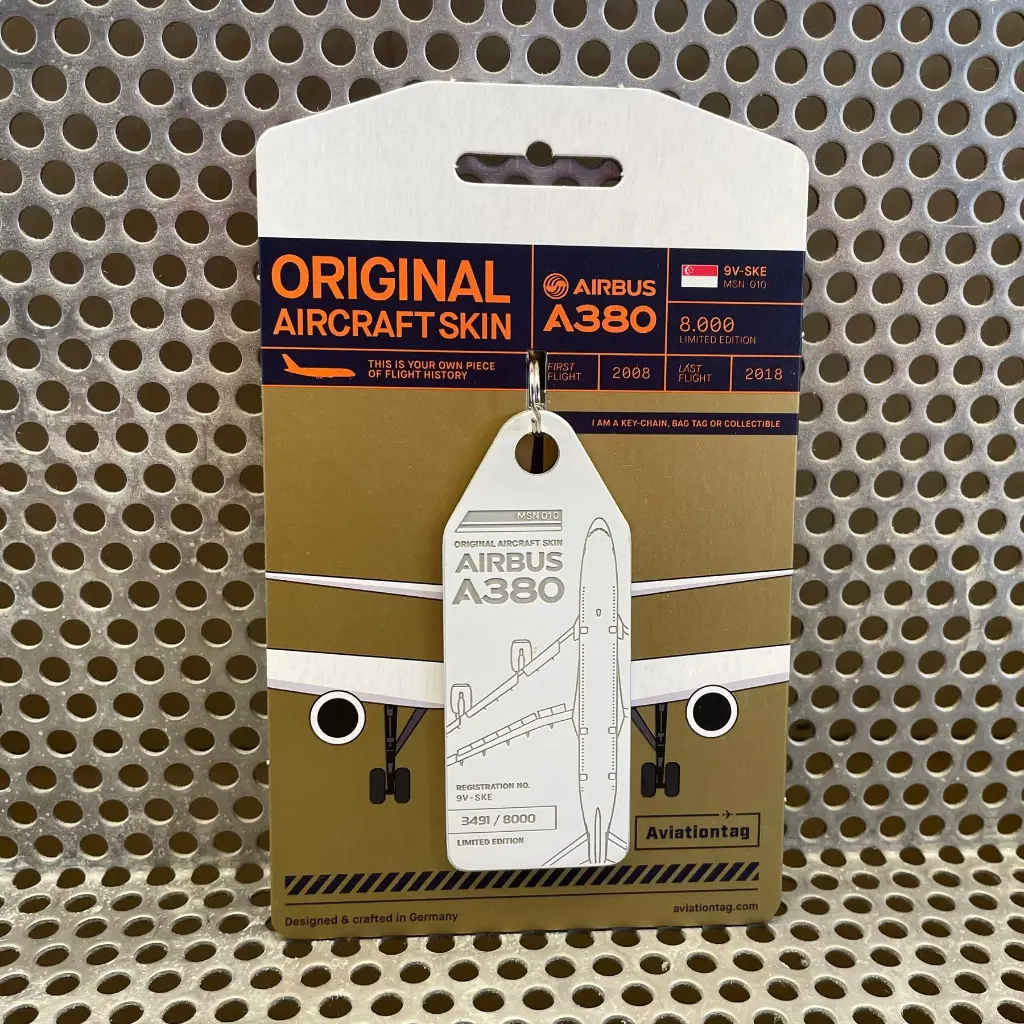 ORIGINAL
AIRCRAFT SKIN
AIRBUS
A380
9V-SKE
MSN 010
8.000
LIMITED EDITION
THIS IS YOUR OWN PIECE
OF FLIGHT HISTORY
FIRST
FLIGHT
2008
LAST
FLIGHT
2018
I AM A KEY-CHAIN, BAG TAG OR COLLECTIBLE
MSN 010
ORIGINAL AIRCRAFT SKIN
AIRBUS
A380
REGISTRATION NO.
9V-SKE
3491 / 8000
LIMITED EDITION
Aviationtag
Designed & crafted in Germany
aviationtag.com